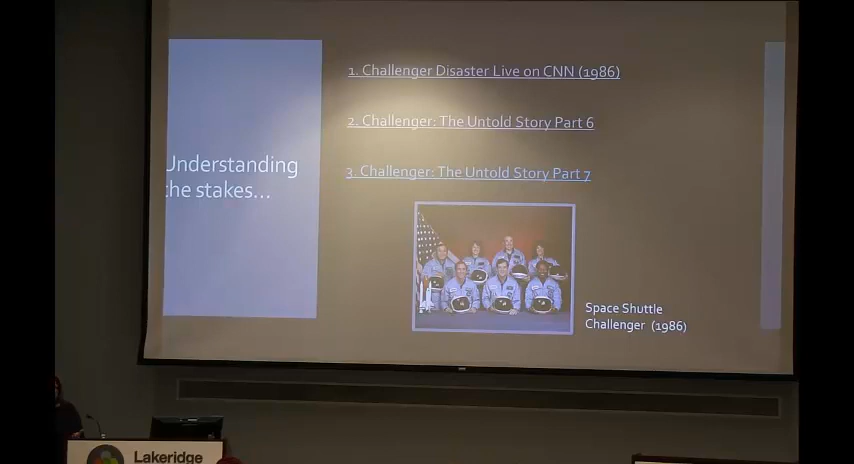 Understanding
the stakes...
1. Challenger Disaster Live on CNN (1986)
2. Challenger: The Untold Story Part 6
3. Challenger: The Untold Story Part 7
Space Shuttle
Challenger (1986)
Lakeridge